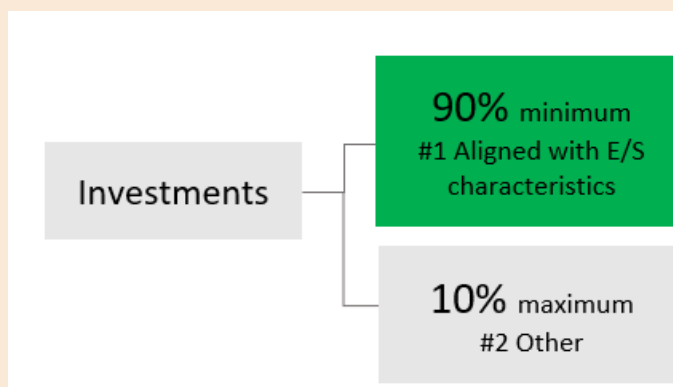 Investments
90% minimum
#1 Aligned with E/S
characteristics
10% maximum
#2 Other